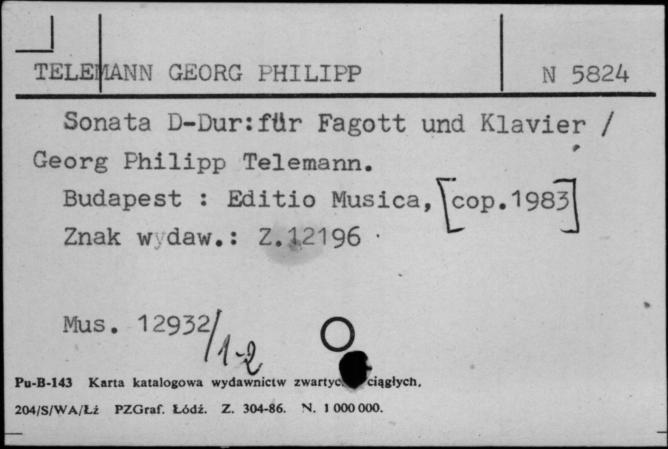 TELEMANN GEORG PHILIPP N 5824
Sonata D-Dur:für Fagott und Klavier /
Georg Philipp Telemann.
Budapest : Editio Musica, [cop.1983]
Znak wydaw.: Z.12196
Mus. 12932/1-2
Pu-B-143 Karta katalogowa wydawnictw ciągłych.
204/S/WA/Łż PZGraf. Łódź. Z. 304-86. N. 1 000 000.